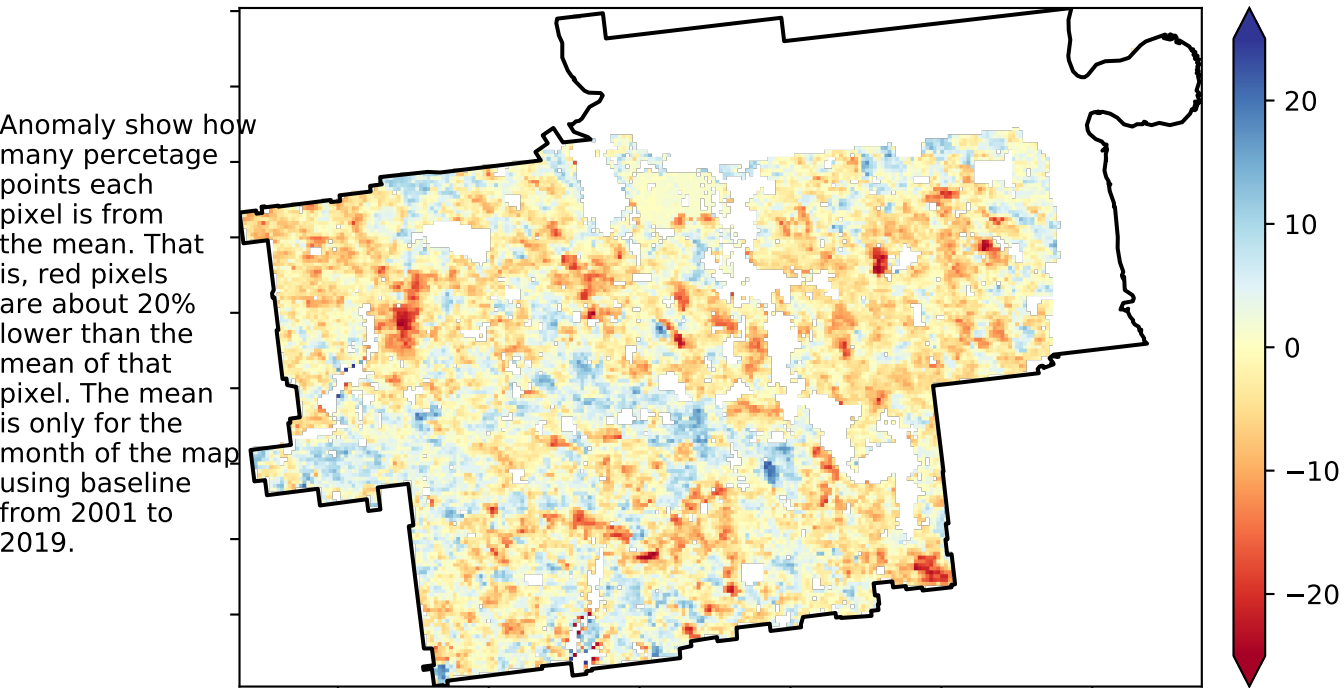 Anomaly show how
many percetage
points each
pixel is from
the mean. That
is, red pixels
are about 20%
lower than the
mean of that
pixel. The mean
is only for the
month of the map
using baseline
from 2001 to
2019.
20
10
0
−10
−20